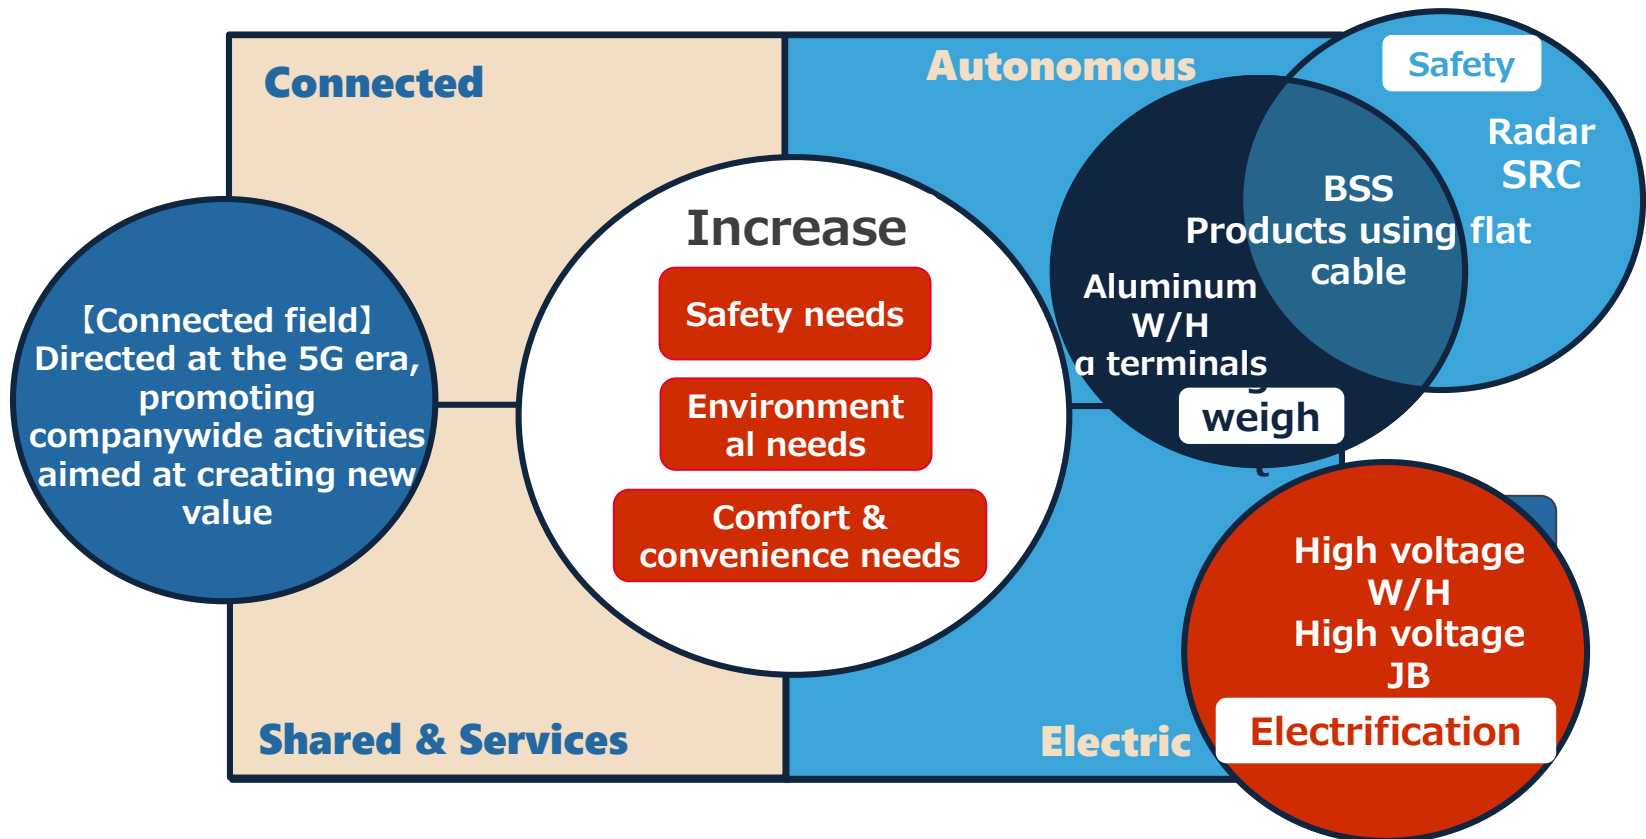 Connected
Autonomous
Safety
Radar
SRC
BSS
Products using flat
cable
Aluminum
W/H
α terminals
weigh
Increase
Safety needs
Environment
al needs
Comfort &
convenience needs
【Connected field】
Directed at the 5G era,
promoting
companywide activities
aimed at creating new
value
High voltage
W/H
High voltage
JB
Electrification
Shared & Services
Electric